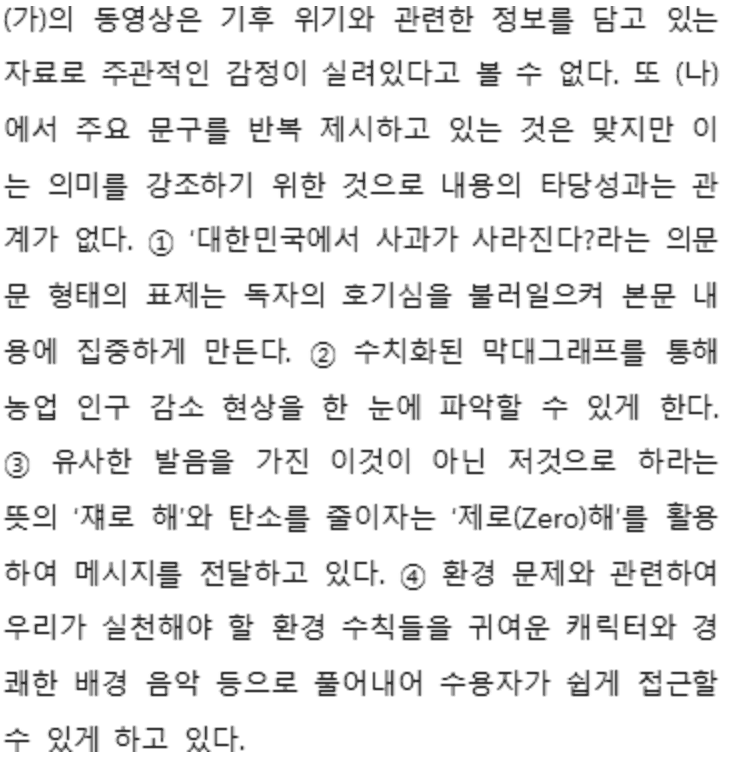 (가)의 동영상은 기후 위기와 관련한 정보를 담고 있는
자료로 주관적인 감정이 실려있다고 볼 수 없다. 또 (나)
에서 주요 문구를 반복 제시하고 있는 것은 맞지만 이
는 의미를 강조하기 위한 것으로 내용의 타당성과는 관
계가 없다. ① ‘대한민국에서 사과가 사라진다?라는 의문
문 형태의 표제는 독자의 호기심을 불러일으켜 본문 내
용에 집중하게 만든다. ② 수치화된 막대그래프를 통해
농업 인구 감소 현상을 한 눈에 파악할 수 있게 한다.
③ 유사한 발음을 가진 이것이 아닌 저것으로 하라는
뜻의 ‘쟤로 해’와 탄소를 줄이자는 ‘제로(Zero)해’를 활용
하여 메시지를 전달하고 있다. ④ 환경 문제와 관련하여
우리가 실천해야 할 환경 수칙들을 귀여운 캐릭터와 경
쾌한 배경 음악 등으로 풀어내어 수용자가 쉽게 접근할
수 있게 하고 있다.